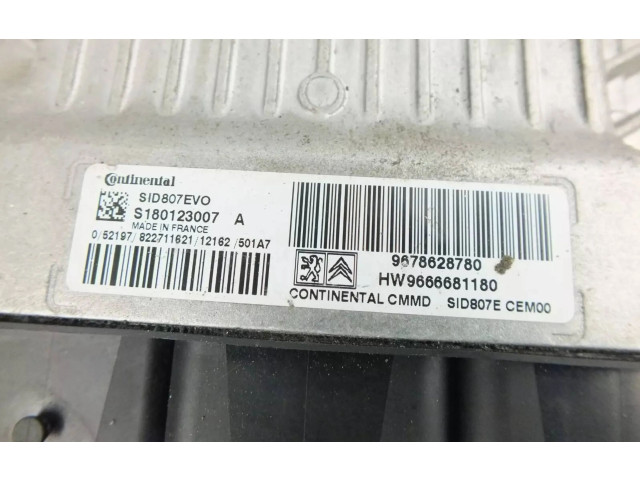 Continental
SID807EVO
S180123007 A
MADE IN FRANCE
0/52197/822711621/12162/501A7
9678628780
HW9666681180
CONTINENTAL CMMD SID807E CEM00